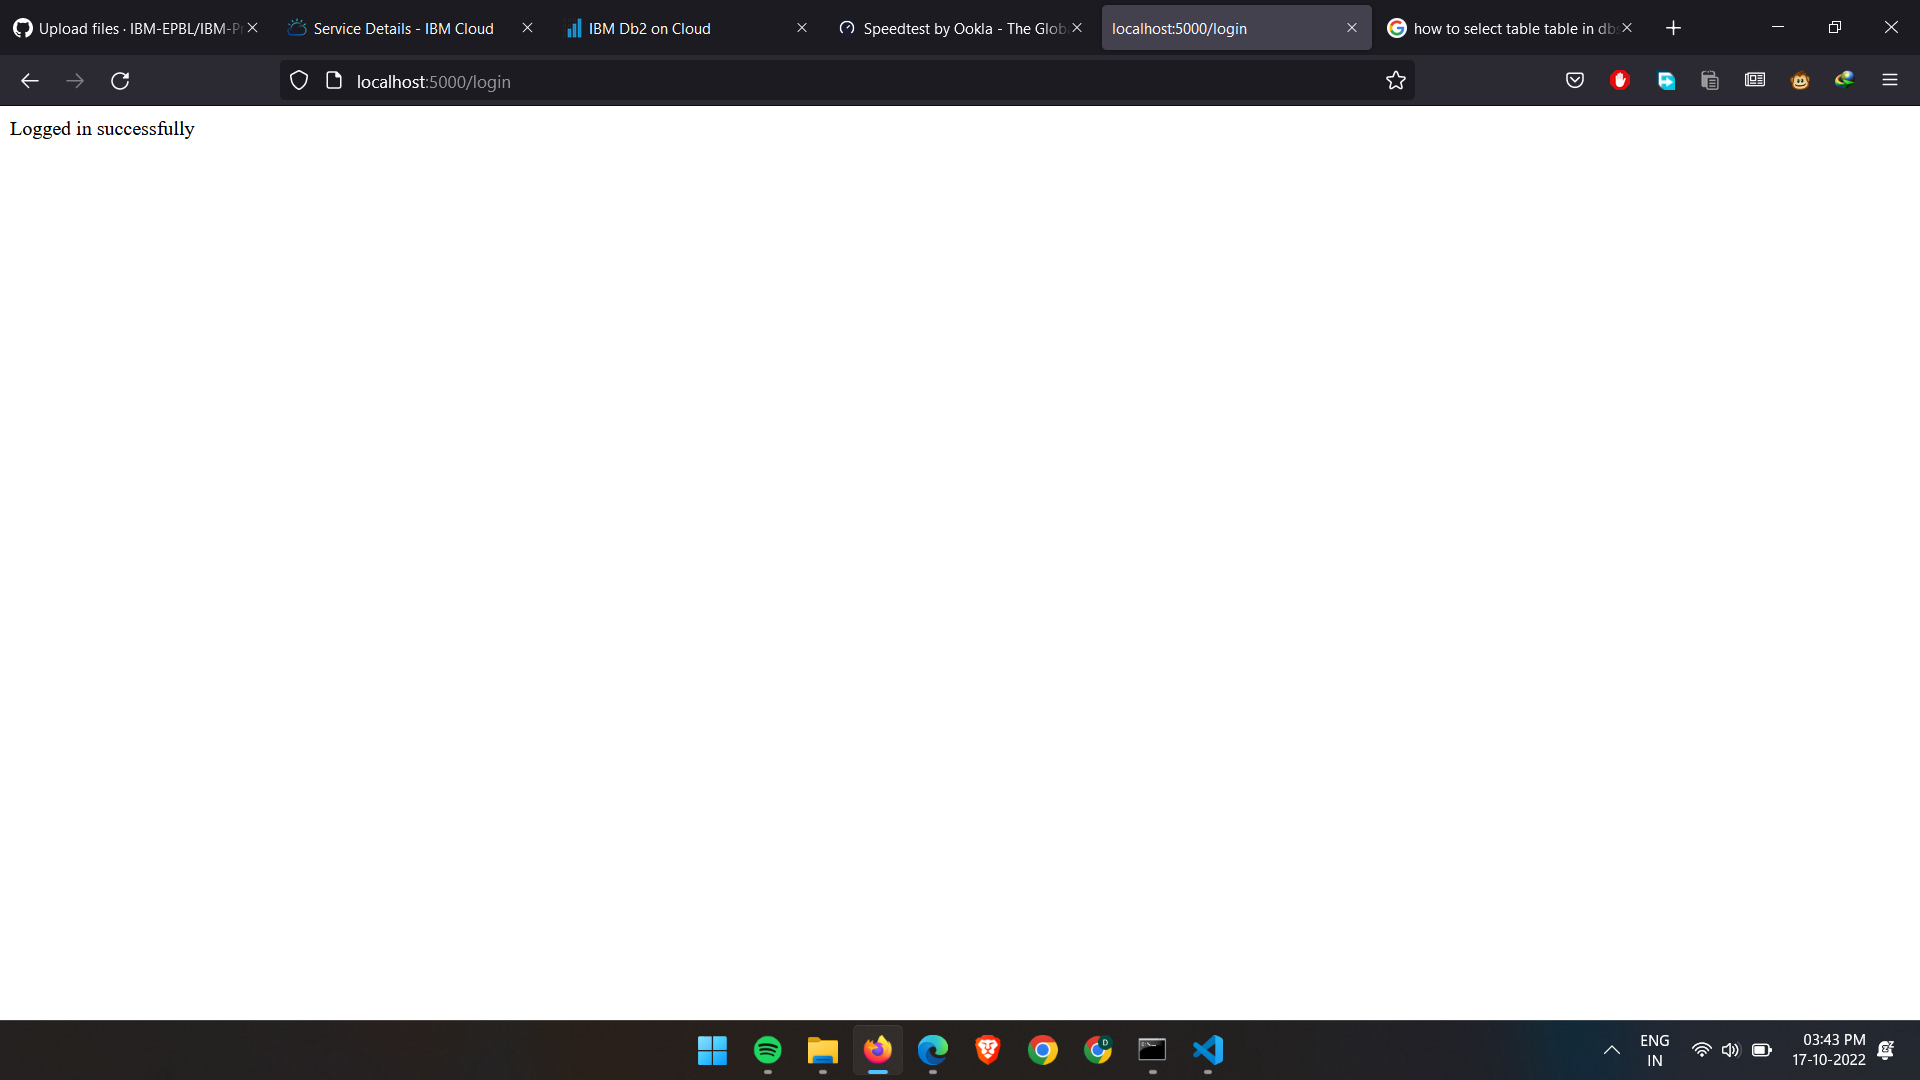 Upload files · IBM-EPBL/IBM-P
Service Details - IBM Cloud
IBM Db2 on Cloud
Speedtest by Ookla - The Glob
localhost:5000/login
how to select table table in db
localhost:5000/login
Logged in successfully
D
ENG
IN
03:43 PM
17-10-2022